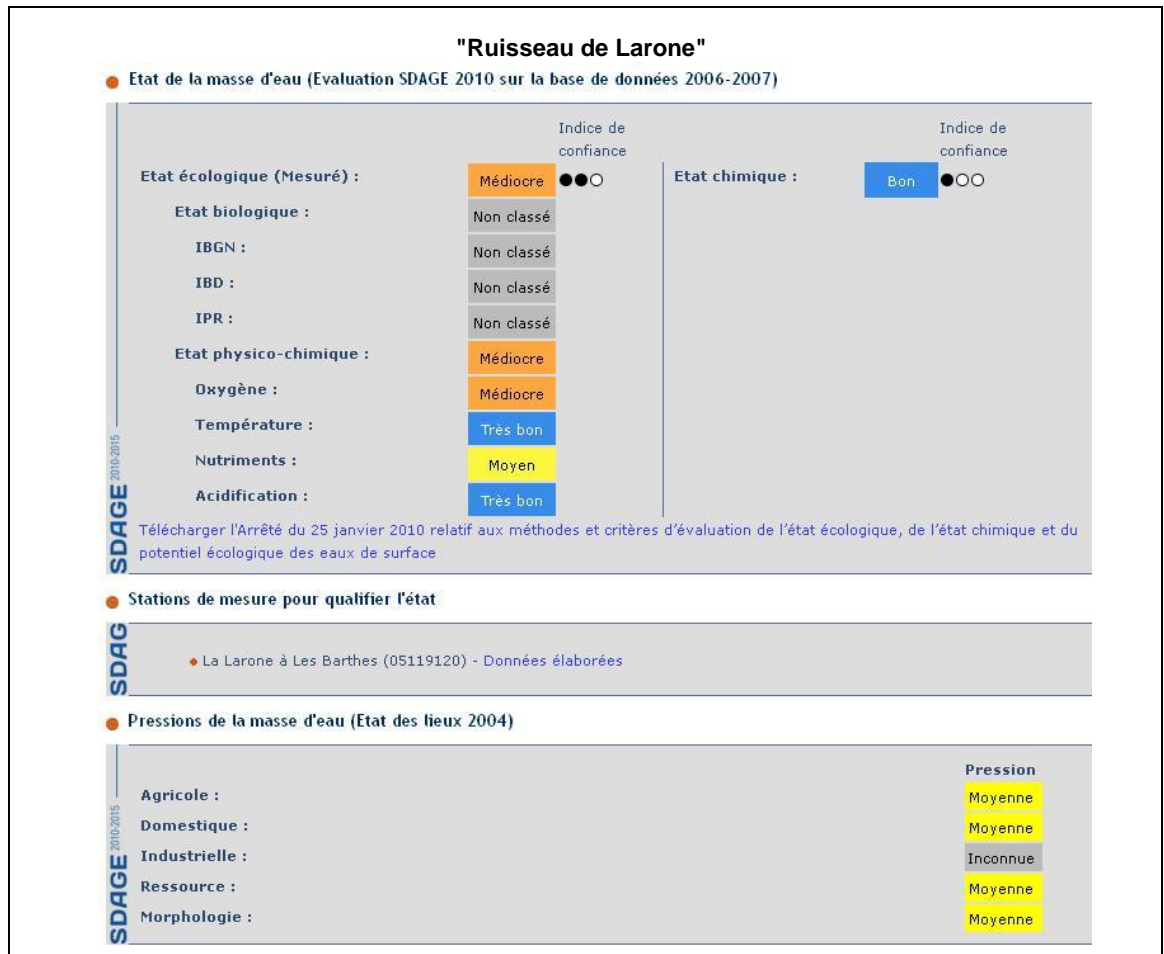 "Ruisseau de Larone"
Etat de la masse d'eau (Evaluation SDAGE 2010 sur la base de données 2006-2007)
Indice de confiance
Indice de confiance
Etat écologique (Mesuré) : Médiocre
Etat chimique : Bon
Etat biologique : Non classé
IBGN : Non classé
IBD : Non classé
IPR : Non classé
Etat physico-chimique : Médiocre
Oxygène : Médiocre
Température : Très bon
Nutriments : Moyen
Acidification : Très bon
SDAGE 2010-2015
Télécharger l'Arrêté du 25 janvier 2010 relatif aux méthodes et critères d'évaluation de l'état écologique, de l'état chimique et du
potentiel écologique des eaux de surface
Stations de mesure pour qualifier l'état
SDAG
La Larone à Les Barthes (05119120) - Données élaborées
Pressions de la masse d'eau (Etat des lieux 2004)
Pression
Agricole : Moyenne
Domestique : Moyenne
Industrielle : Inconnue
Ressource : Moyenne
Morphologie : Moyenne
SDAGE 2010-2015